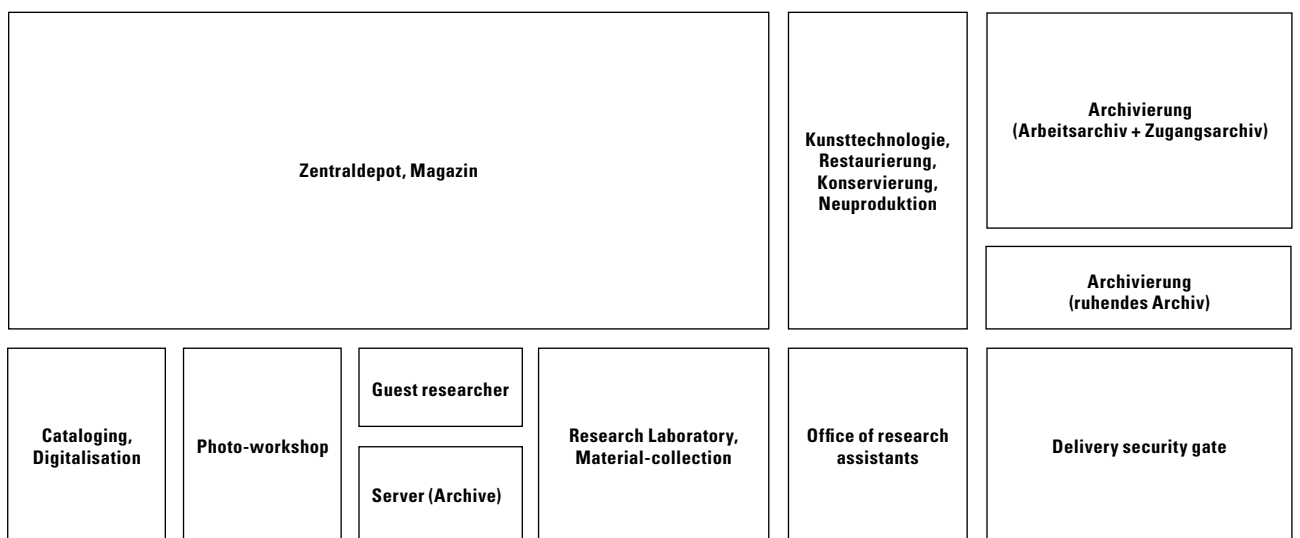 Zentraldepot, Magazin
Kunsttechnologie,
Restaurierung,
Konservierung,
Neuproduktion
Archivierung
(Arbeitsarchiv + Zugangsarchiv)
Archivierung
(ruhendes Archiv)
Cataloging,
Digitalisation
Photo-workshop
Guest researcher
Server (Archive)
Research Laboratory,
Material-collection
Office of research
assistants
Delivery security gate